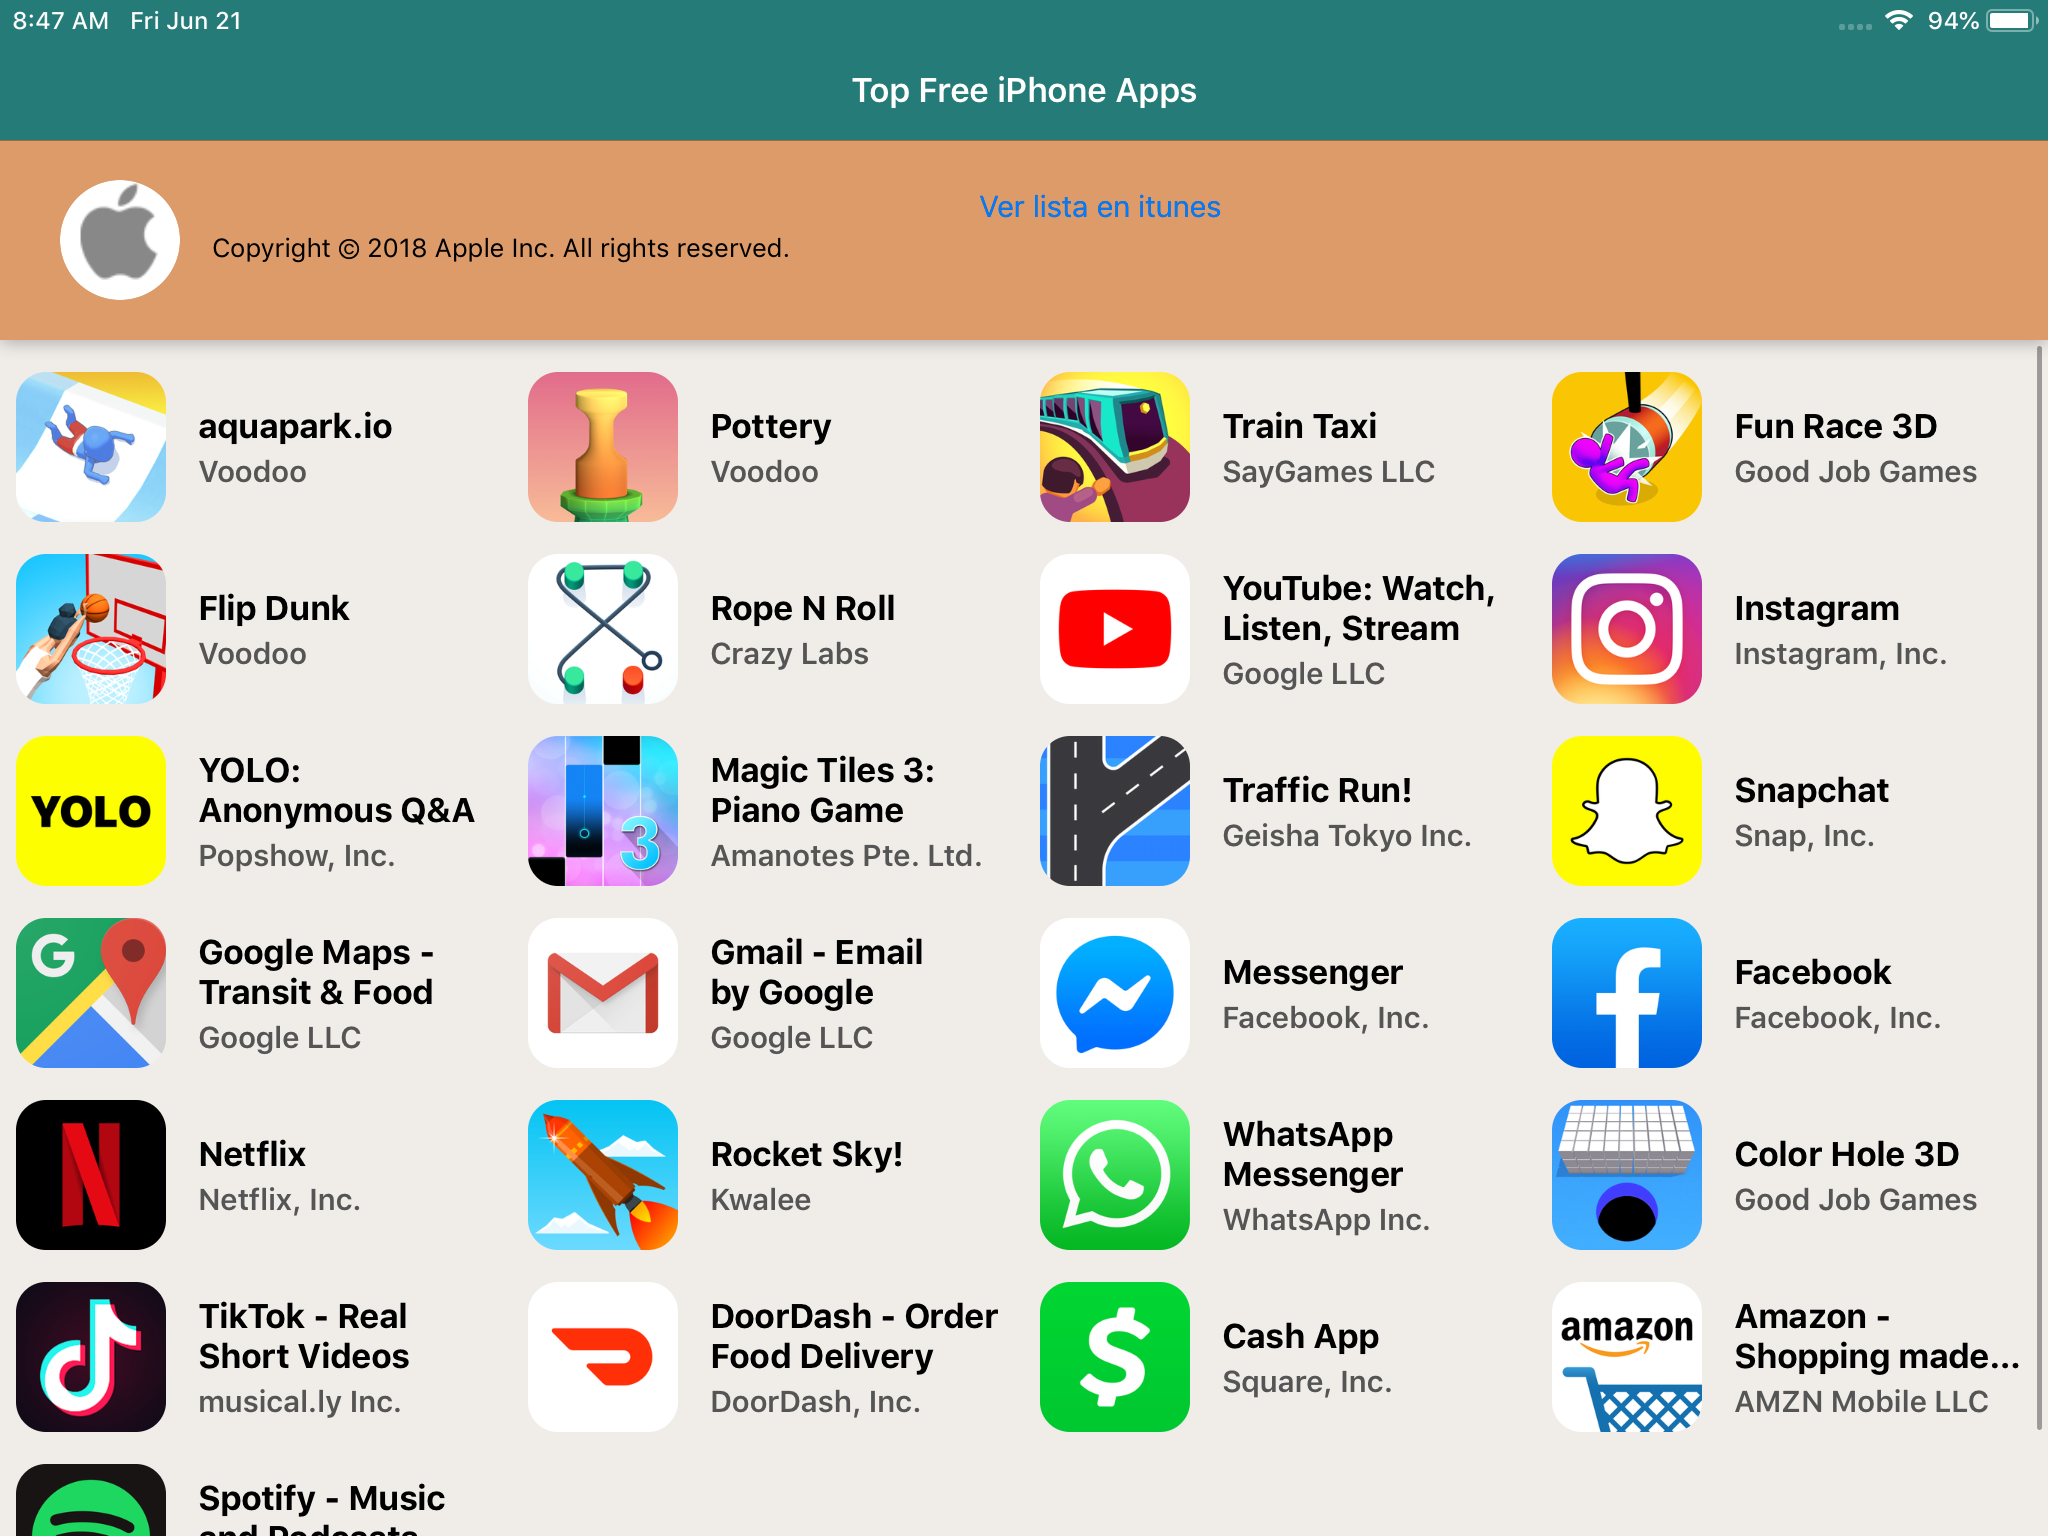 8:47 AM Fri Jun 21
94%
Top Free iPhone Apps
Ver lista en itunes
Copyright © 2018 Apple Inc. All rights reserved.
aquapark.io
Voodoo
Pottery
Voodoo
Train Taxi
SayGames LLC
Fun Race 3D
Good Job Games
Flip Dunk
Voodoo
Rope N Roll
Crazy Labs
YouTube: Watch,
Listen, Stream
Google LLC
Instagram
Instagram, Inc.
YOLO
YOLO:
Anonymous Q&A
Popshow, Inc.
3
Magic Tiles 3:
Piano Game
Amanotes Pte. Ltd.
Traffic Run!
Geisha Tokyo Inc.
Snapchat
Snap, Inc.
G
Google Maps -
Transit & Food
Google LLC
Gmail - Email
by Google
Google LLC
Messenger
Facebook, Inc.
f
Facebook
Facebook, Inc.
N
Netflix
Netflix, Inc.
Rocket Sky!
Kwalee
WhatsApp
Messenger
WhatsApp Inc.
Color Hole 3D
Good Job Games
TikTok - Real
Short Videos
musical.ly Inc.
DoorDash - Order
Food Delivery
DoorDash, Inc.
$
Cash App
Square, Inc.
amazon
Amazon -
Shopping made...
AMZN Mobile LLC
Spotify - Music
and Podcasts